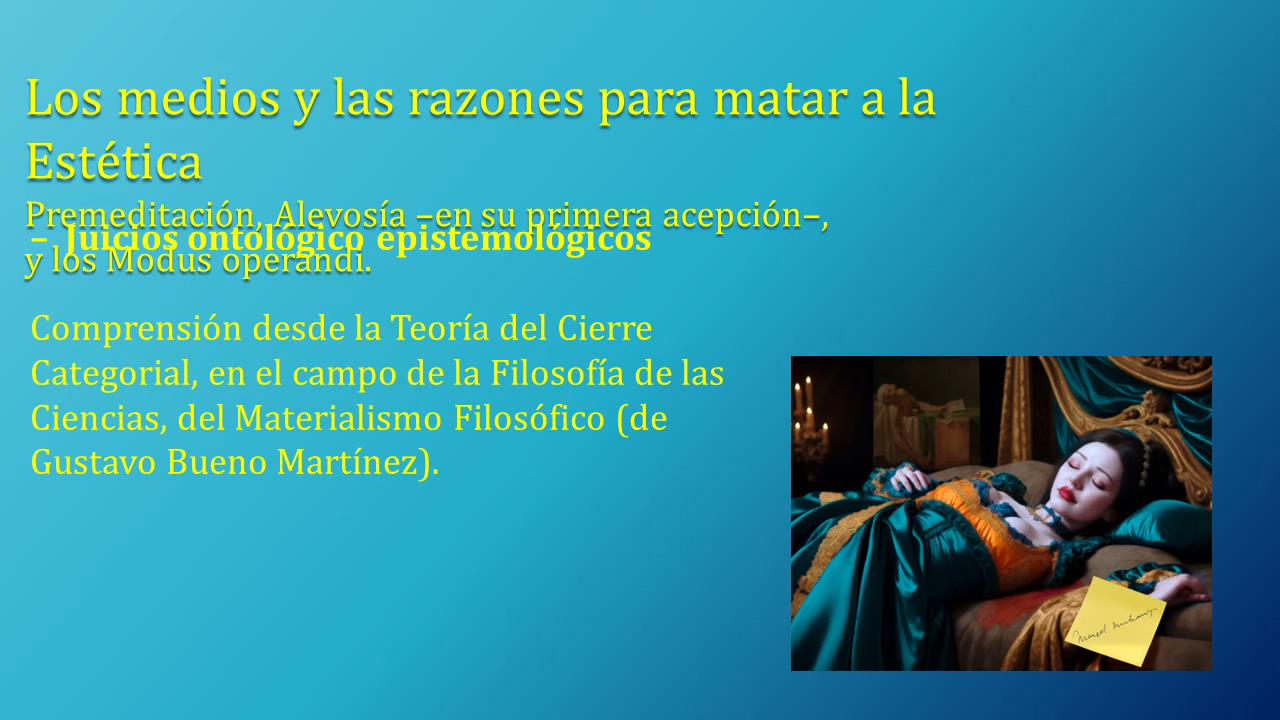 Los medios y las razones para matar a la
Estética
Premeditación, Alevosía –en su primera acepción–,
– Juicios ontológico epistemológicos
y los Modus operandi.
Comprensión desde la Teoría del Cierre
Categorial, en el campo de la Filosofía de las
Ciencias, del Materialismo Filosófico (de
Gustavo Bueno Martínez).
Marcel